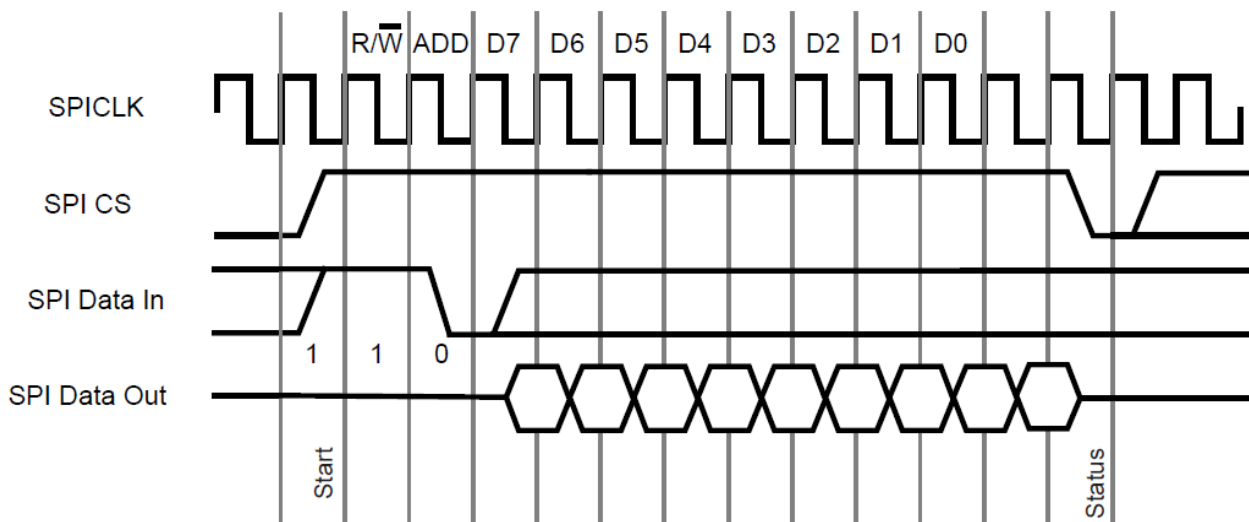 R/W̅ ADD D7 D6 D5 D4 D3 D2 D1 D0
SPICLK
SPI CS
SPI Data In
1 1 0
SPI Data Out
Start
Status